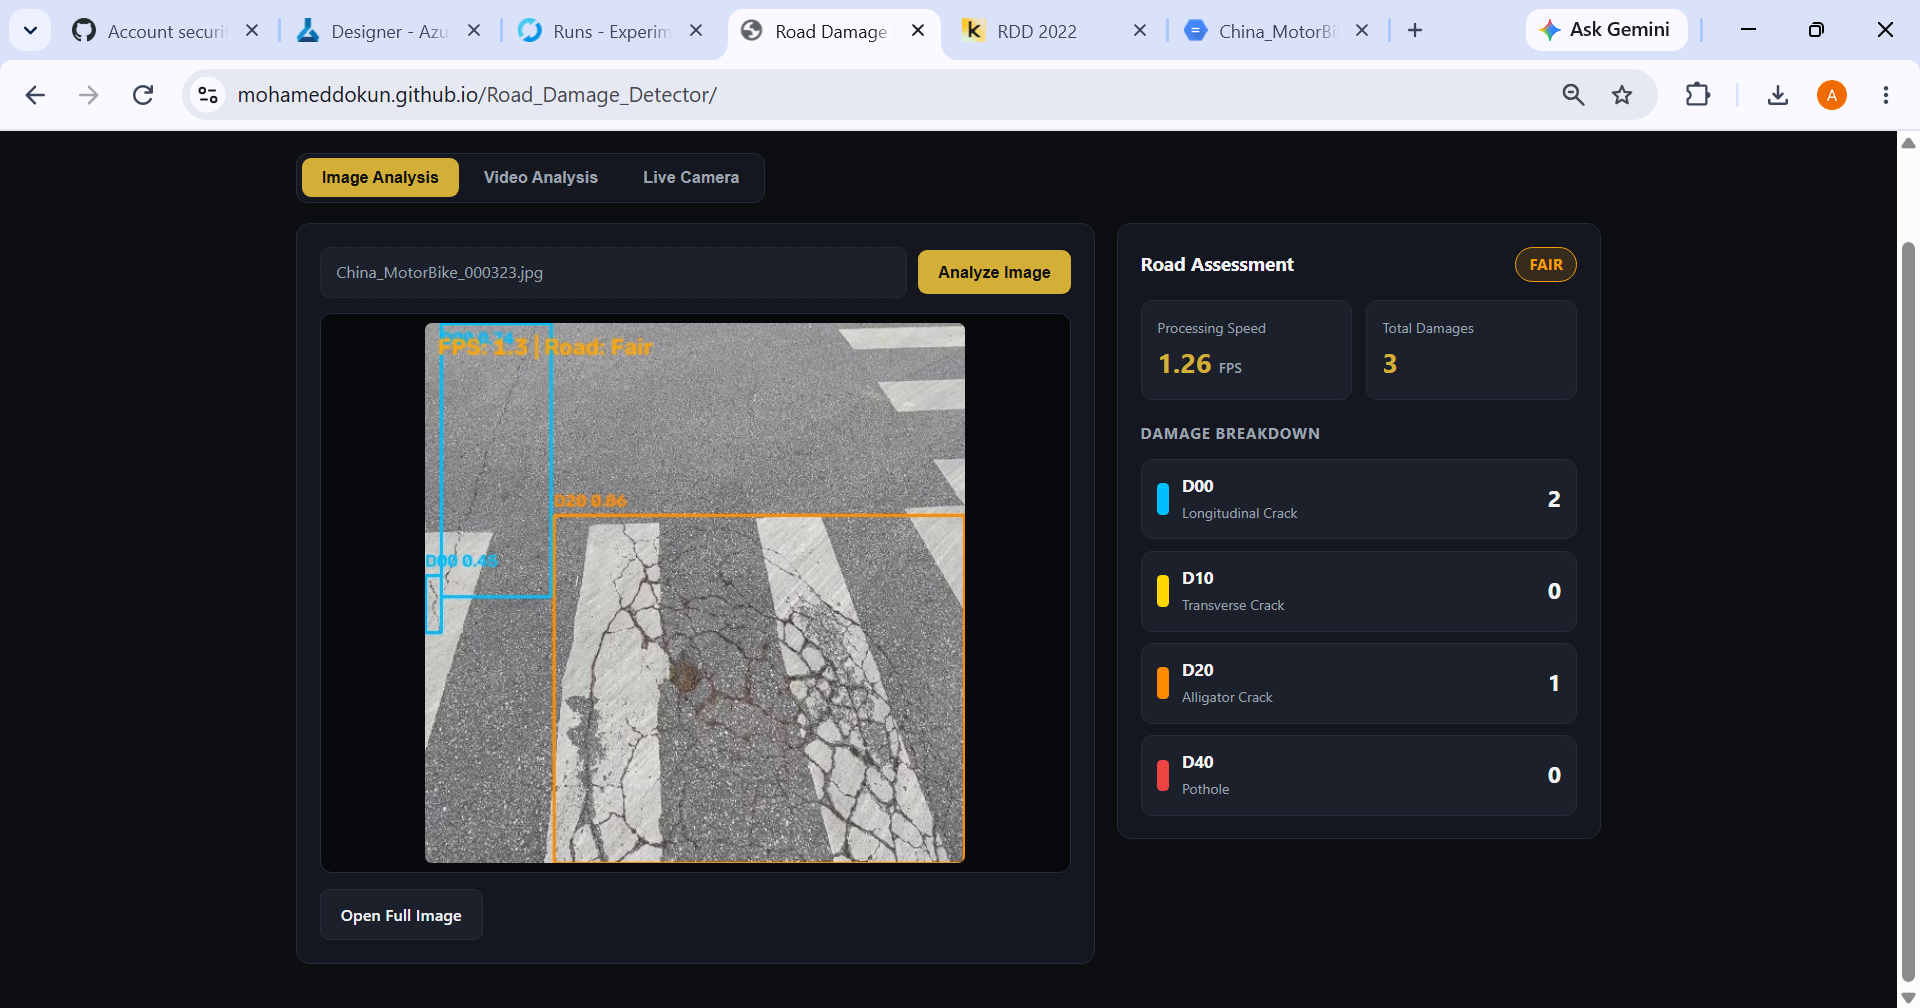 Account securi
Designer - Azu
Runs - Experim
Road Damage
RDD 2022
China_MotorBi
Ask Gemini
mohameddokun.github.io/Road_Damage_Detector/
A
Image Analysis
Video Analysis
Live Camera
China_MotorBike_000323.jpg
Analyze Image
FPS: 1.3 | Road: Fair
D20 0.86
D00 0.48
Open Full Image
Road Assessment
FAIR
Processing Speed
1.26 FPS
Total Damages
3
DAMAGE BREAKDOWN
D00
Longitudinal Crack
2
D10
Transverse Crack
0
D20
Alligator Crack
1
D40
Pothole
0